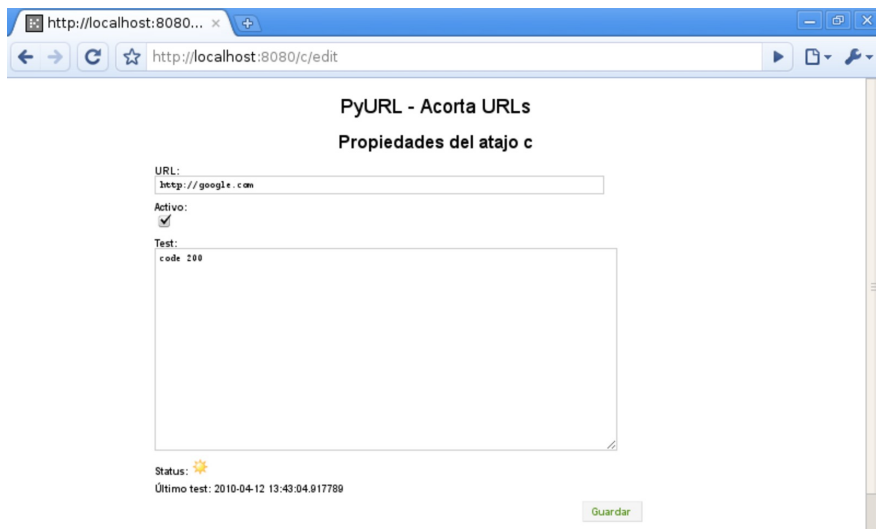 http://localhost:8080...
http://localhost:8080/c/edit
PyURL - Acorta URLs
Propiedades del atajo c
URL:
http://google.com
Activo:
Test:
code 200
Status:
Último test: 2010-04-12 13:43:04.917789
Guardar